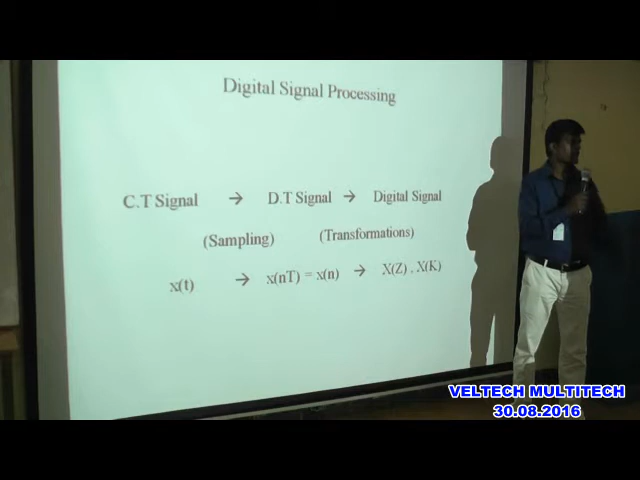 Digital Signal Processing
C.T Signal → D.T Signal → Digital Signal
(Sampling) (Transformations)
x(t) → x(nT) = x(n) → X(Z) , X(K)
VELTECH MULTITECH
30.08.2016